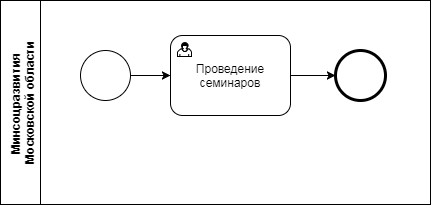 Минсоцразвития
Московской области
Проведение
семинаров